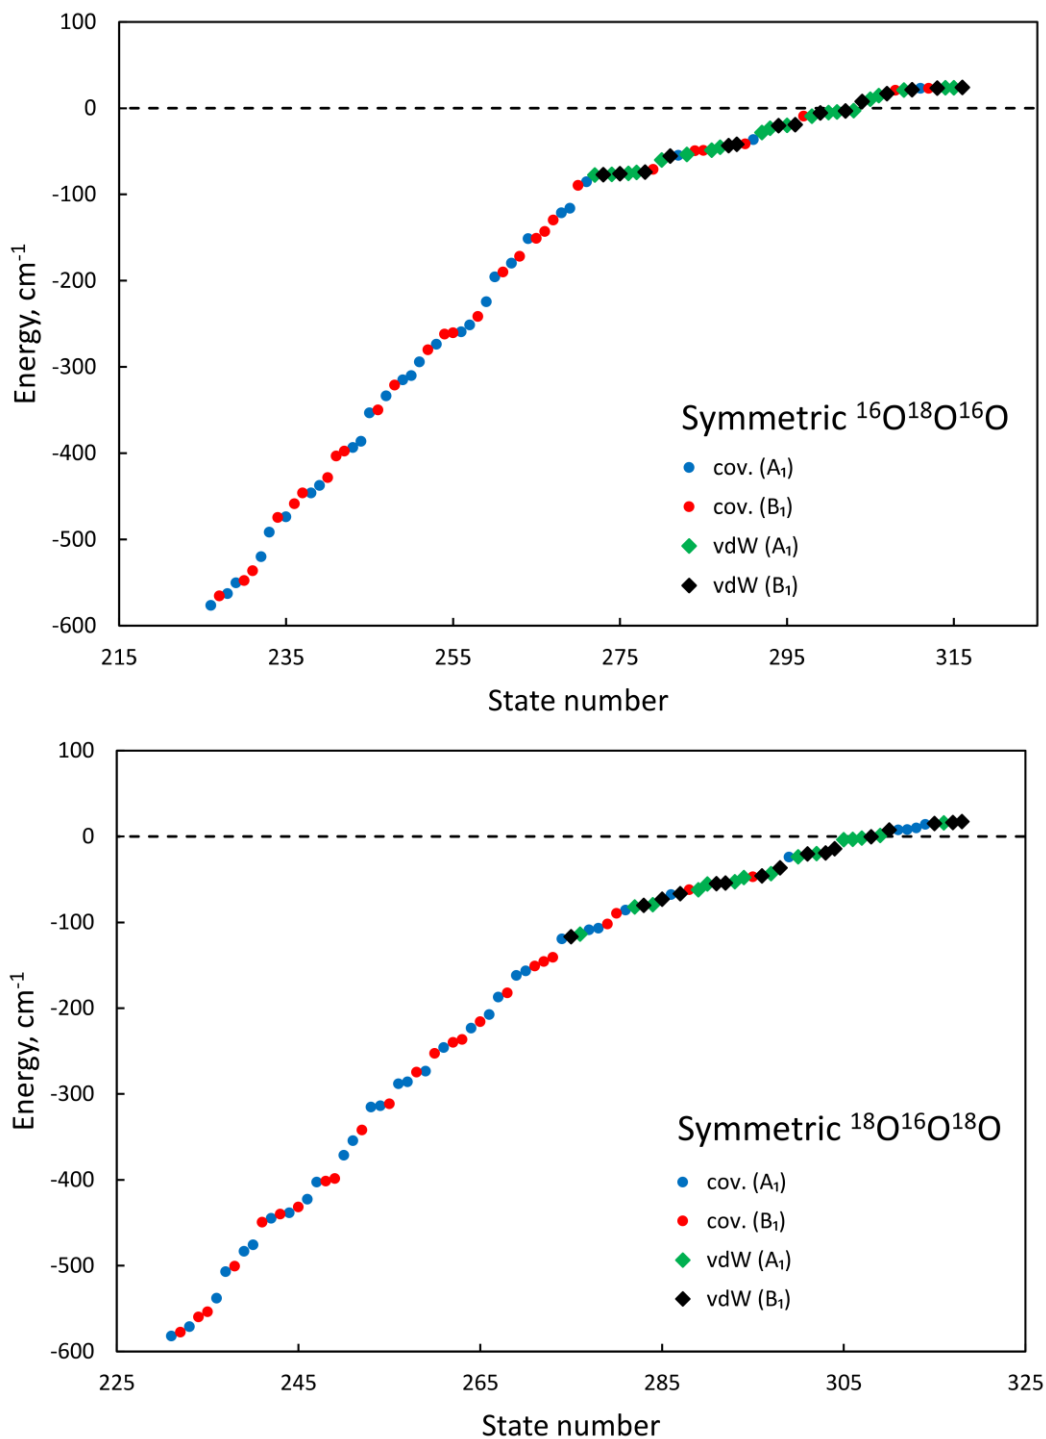 100
0
-100
-200
-300
-400
-500
-600
Energy, cm⁻¹
Symmetric ¹⁶O¹⁸O¹⁶O
cov. (A₁)
cov. (B₁)
vdW (A₁)
vdW (B₁)
215 235 255 275 295 315
State number
100
0
-100
-200
-300
-400
-500
-600
Energy, cm⁻¹
Symmetric ¹⁸O¹⁶O¹⁸O
cov. (A₁)
cov. (B₁)
vdW (A₁)
vdW (B₁)
225 245 265 285 305 325
State number